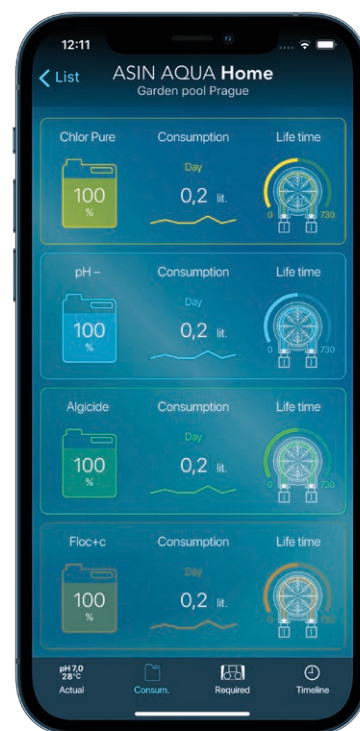 12:11
List
ASIN AQUA Home
Garden pool Prague
Chlor Pure Consumption Life time
Day
100 % 0,2 lit. 0 730
pH – Consumption Life time
Day
100 % 0,2 lit. 0 730
Algicide Consumption Life time
Day
100 % 0,2 lit. 0 730
Floc+c Consumption Life time
Day
100 % 0,2 lit. 0
pH 7,0
28°C
Actual Consum. Required Timeline